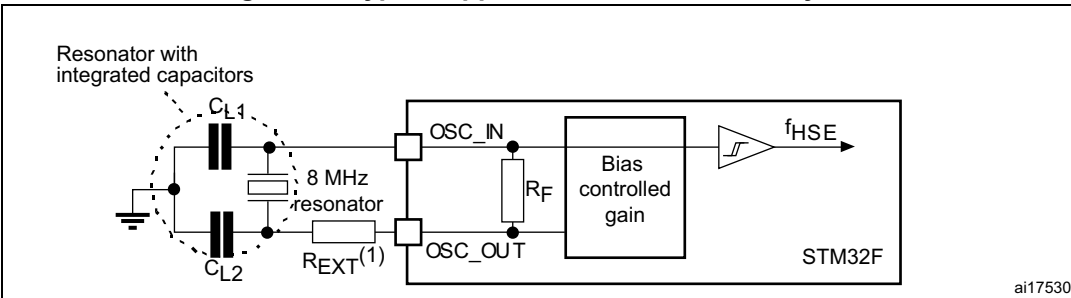 Resonator with
integrated capacitors
CL1
OSC_IN
fHSE
8 MHz
resonator
RF
Bias
controlled
gain
REXT(1)
OSC_OUT
CL2
STM32F
ai17530